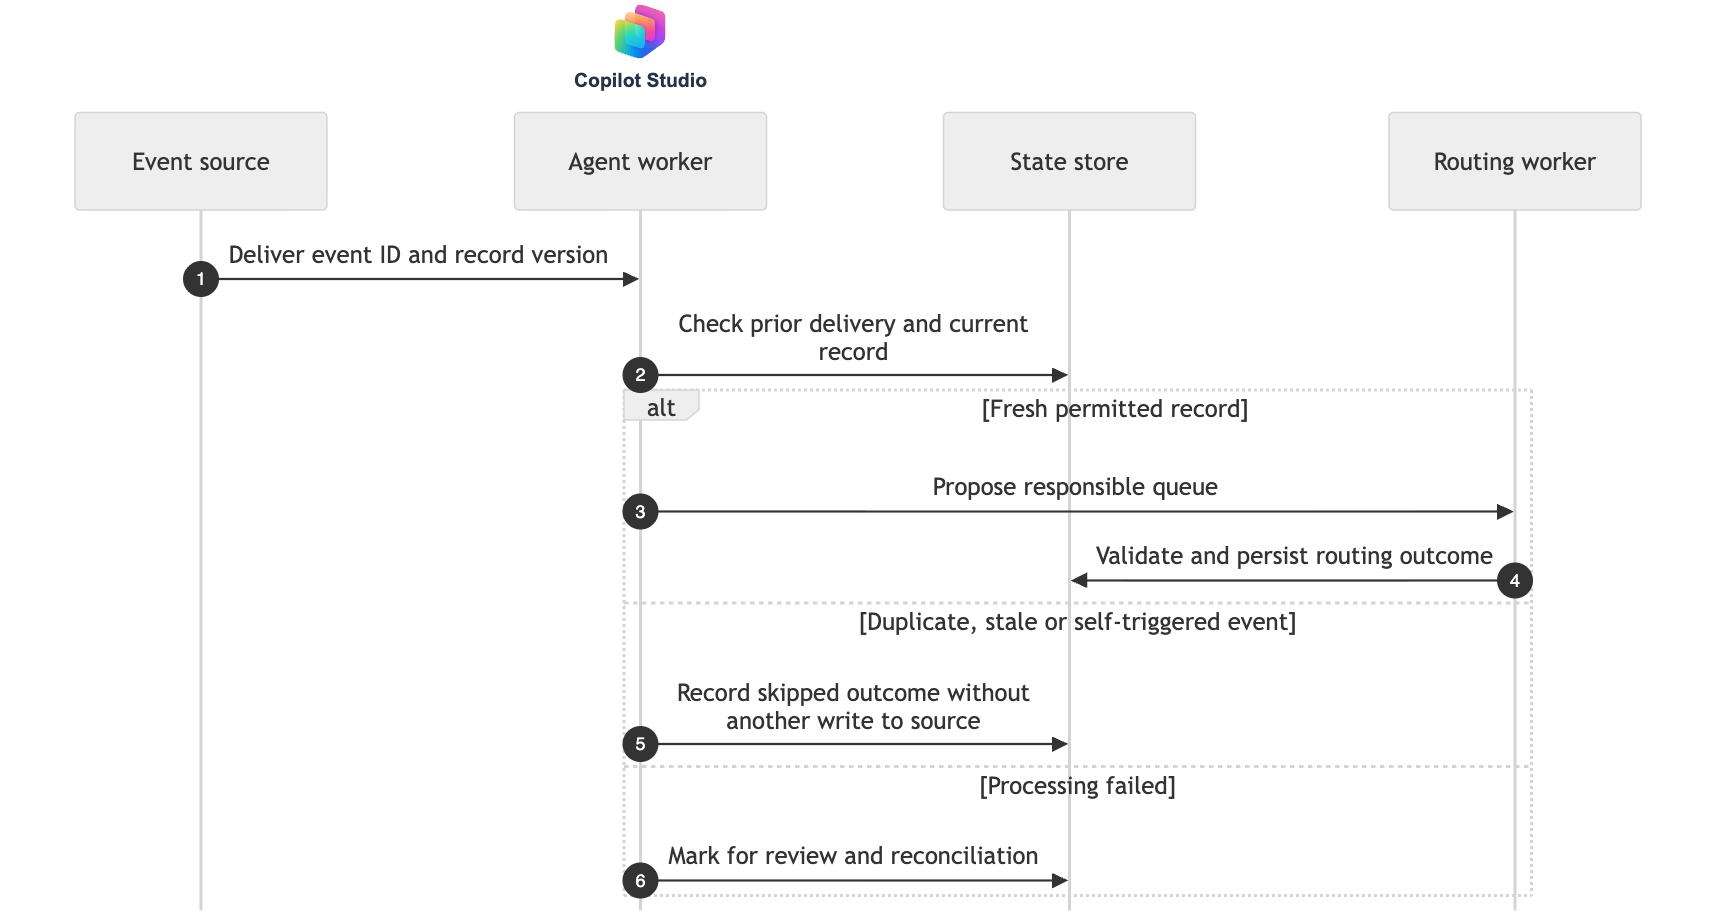 Copilot Studio
Event source
Agent worker
State store
Routing worker
Deliver event ID and record version
1
Check prior delivery and current
record
2
alt
[Fresh permitted record]
Propose responsible queue
3
Validate and persist routing outcome
4
[Duplicate, stale or self-triggered event]
Record skipped outcome without
another write to source
5
[Processing failed]
Mark for review and reconciliation
6